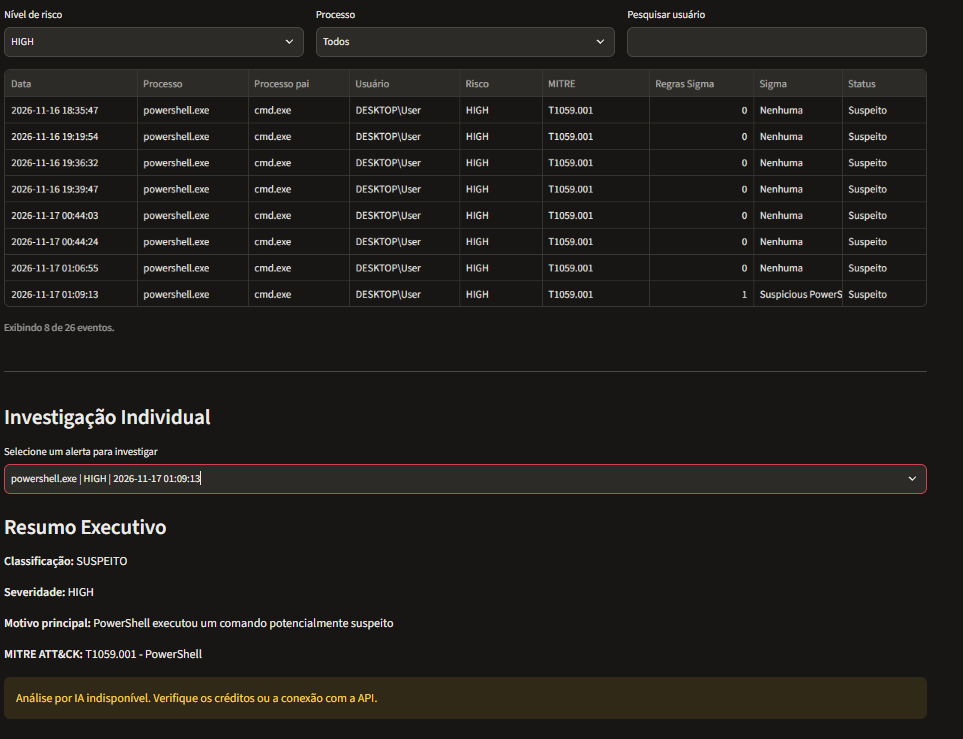 Nível de risco Processo Pesquisar usuário
HIGH Todos
Data Processo Processo pai Usuário Risco MITRE Regras Sigma Sigma Status
2026-11-16 18:35:47 powershell.exe cmd.exe DESKTOP\User HIGH T1059.001 0 Nenhuma Suspeito
2026-11-16 19:19:54 powershell.exe cmd.exe DESKTOP\User HIGH T1059.001 0 Nenhuma Suspeito
2026-11-16 19:36:32 powershell.exe cmd.exe DESKTOP\User HIGH T1059.001 0 Nenhuma Suspeito
2026-11-16 19:39:47 powershell.exe cmd.exe DESKTOP\User HIGH T1059.001 0 Nenhuma Suspeito
2026-11-17 00:44:03 powershell.exe cmd.exe DESKTOP\User HIGH T1059.001 0 Nenhuma Suspeito
2026-11-17 00:44:24 powershell.exe cmd.exe DESKTOP\User HIGH T1059.001 0 Nenhuma Suspeito
2026-11-17 01:06:55 powershell.exe cmd.exe DESKTOP\User HIGH T1059.001 0 Nenhuma Suspeito
2026-11-17 01:09:13 powershell.exe cmd.exe DESKTOP\User HIGH T1059.001 1 Suspicious PowerS Suspeito
Exibindo 8 de 26 eventos.
Investigação Individual
Selecione um alerta para investigar
powershell.exe | HIGH | 2026-11-17 01:09:13
Resumo Executivo
Classificação: SUSPEITO
Severidade: HIGH
Motivo principal: PowerShell executou um comando potencialmente suspeito
MITRE ATT&CK: T1059.001 - PowerShell
Análise por IA indisponível. Verifique os créditos ou a conexão com a API.